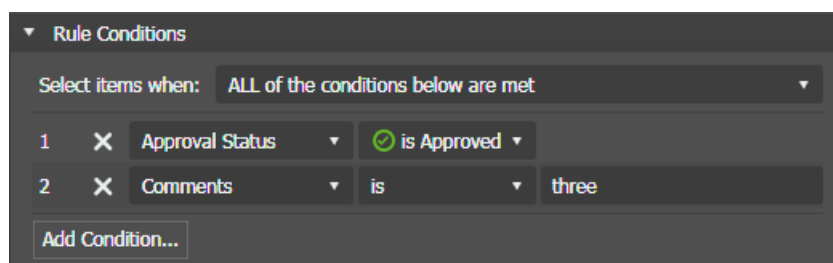 Rule Conditions
Select items when: ALL of the conditions below are met
1 Approval Status is Approved
2 Comments is three
Add Condition...